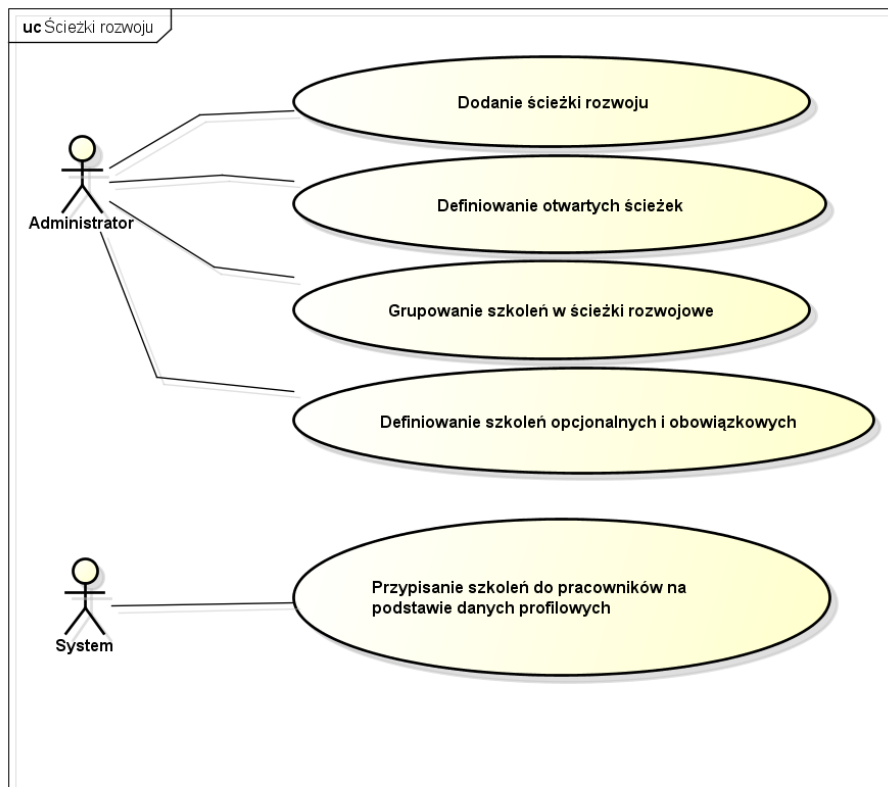 uc Ścieżki rozwoju
Dodanie ścieżki rozwoju
Administrator
Definiowanie otwartych ścieżek
Grupowanie szkoleń w ścieżki rozwojowe
Definiowanie szkoleń opcjonalnych i obowiązkowych
System
Przypisanie szkoleń do pracowników na
podstawie danych profilowych